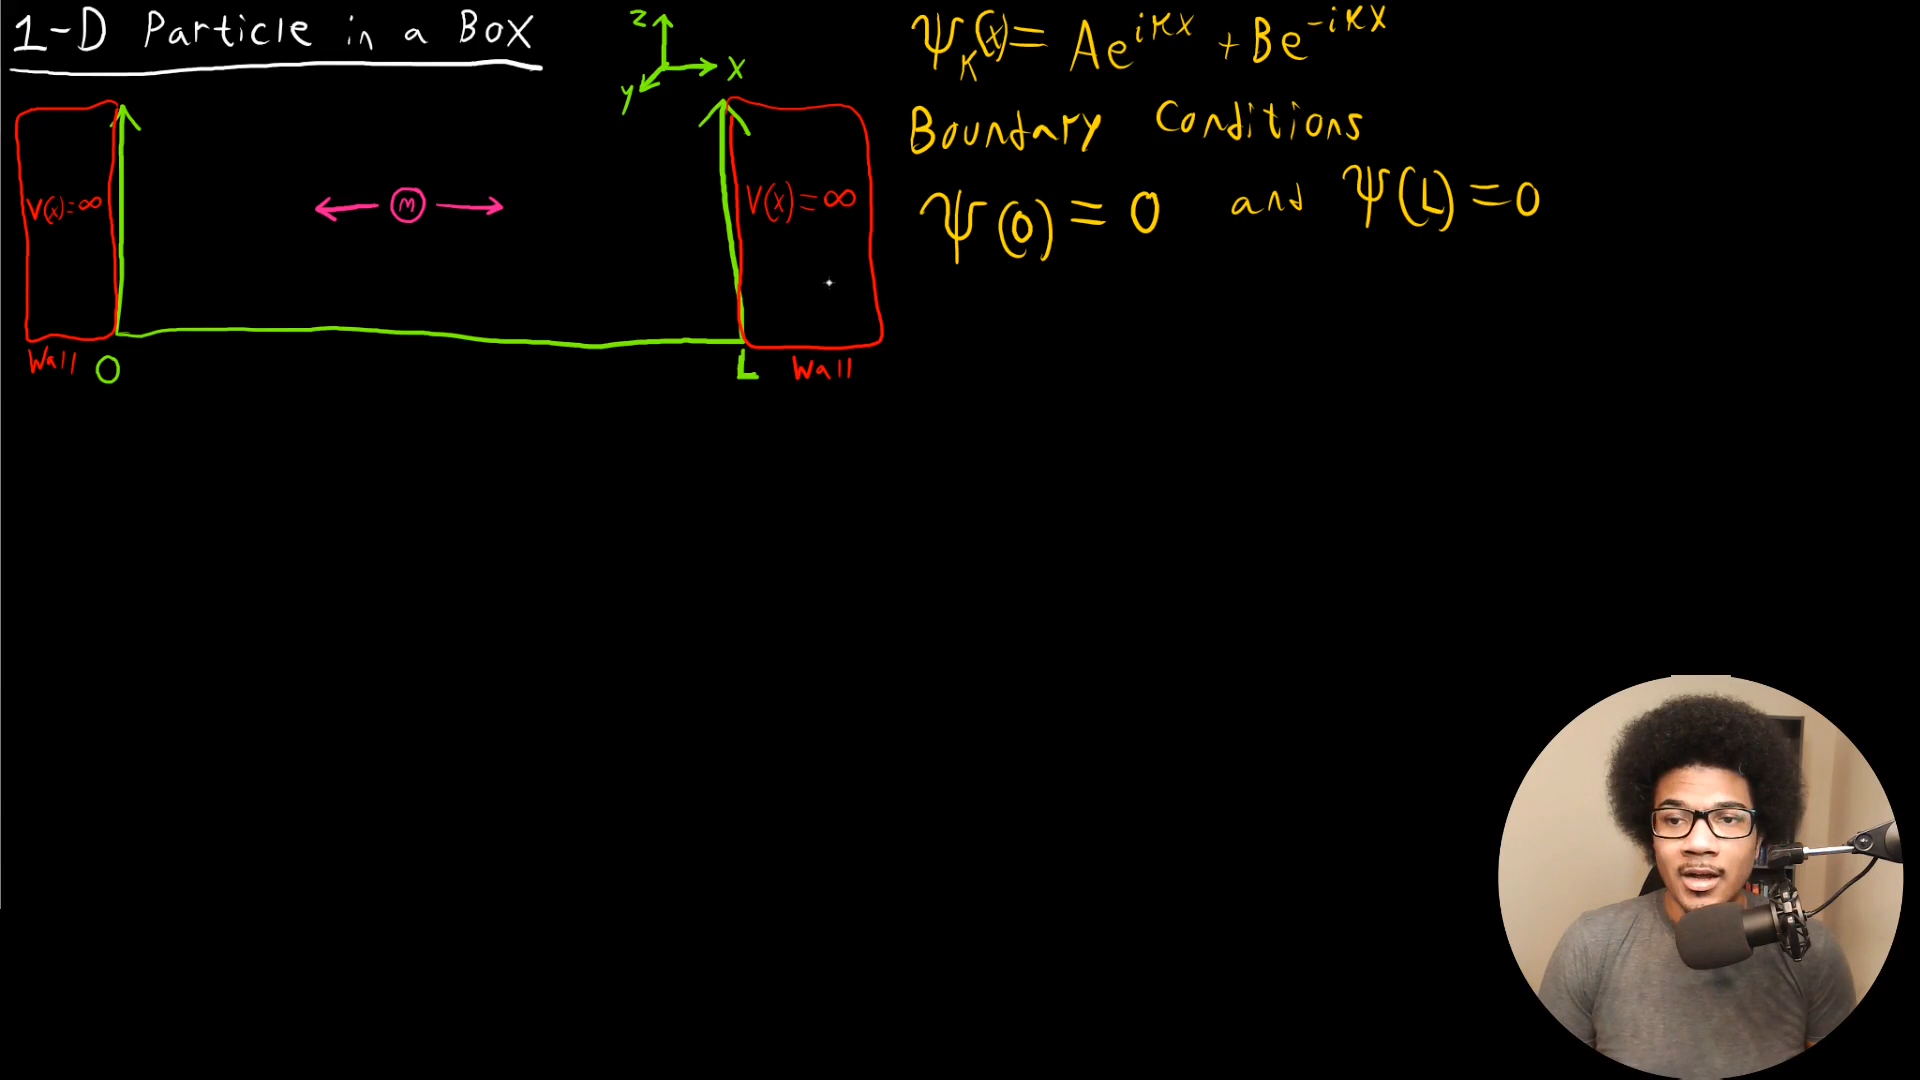 1-D Particle in a Box
z
x
y
V(x)=∞
m
V(x)=∞
Wall
0
L
Wall
ψ_K(x)= Ae^{iKx} + Be^{-iKx}
Boundary Conditions
ψ(0) = 0 and ψ(L)=0